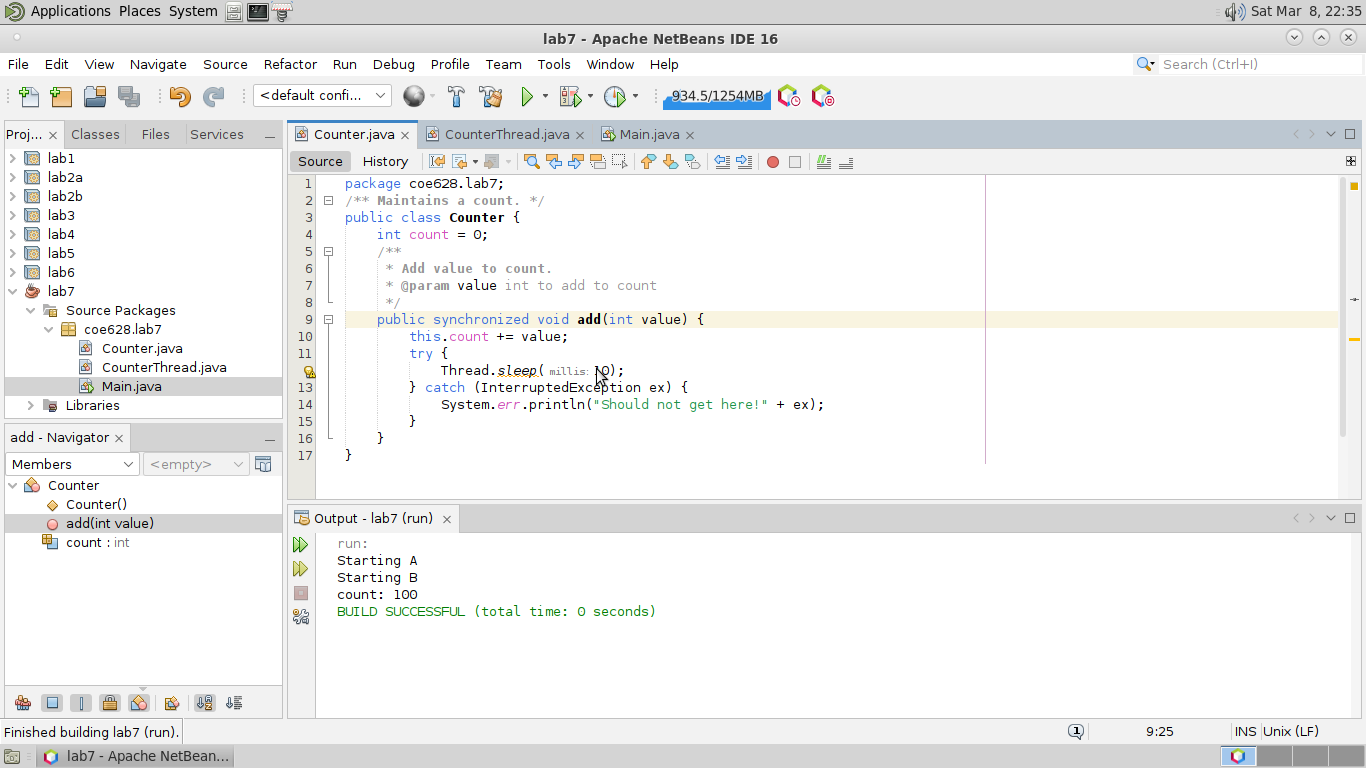 Applications Places System
Sat Mar 8, 22:35
lab7 - Apache NetBeans IDE 16
File Edit View Navigate Source Refactor Run Debug Profile Team Tools Window Help
Search (Ctrl+I)
<default confi...
934.5/1254MB
Proj... Classes Files Services
lab1
lab2a
lab2b
lab3
lab4
lab5
lab6
lab7
Source Packages
coe628.lab7
Counter.java
CounterThread.java
Main.java
Libraries
add - Navigator
Members <empty>
Counter
Counter()
add(int value)
count : int
Counter.java CounterThread.java Main.java
Source History
1 package coe628.lab7;
2 /** Maintains a count. */
3 public class Counter {
4 int count = 0;
5 /**
6 * Add value to count.
7 * @param value int to add to count
8 */
9 public synchronized void add(int value) {
10 this.count += value;
11 try {
Thread.sleep( millis: 0);
13 } catch (InterruptedException ex) {
14 System.err.println("Should not get here!" + ex);
15 }
16 }
17 }
Output - lab7 (run)
run:
Starting A
Starting B
count: 100
BUILD SUCCESSFUL (total time: 0 seconds)
Finished building lab7 (run).
1
9:25 INS Unix (LF)
lab7 - Apache NetBean...